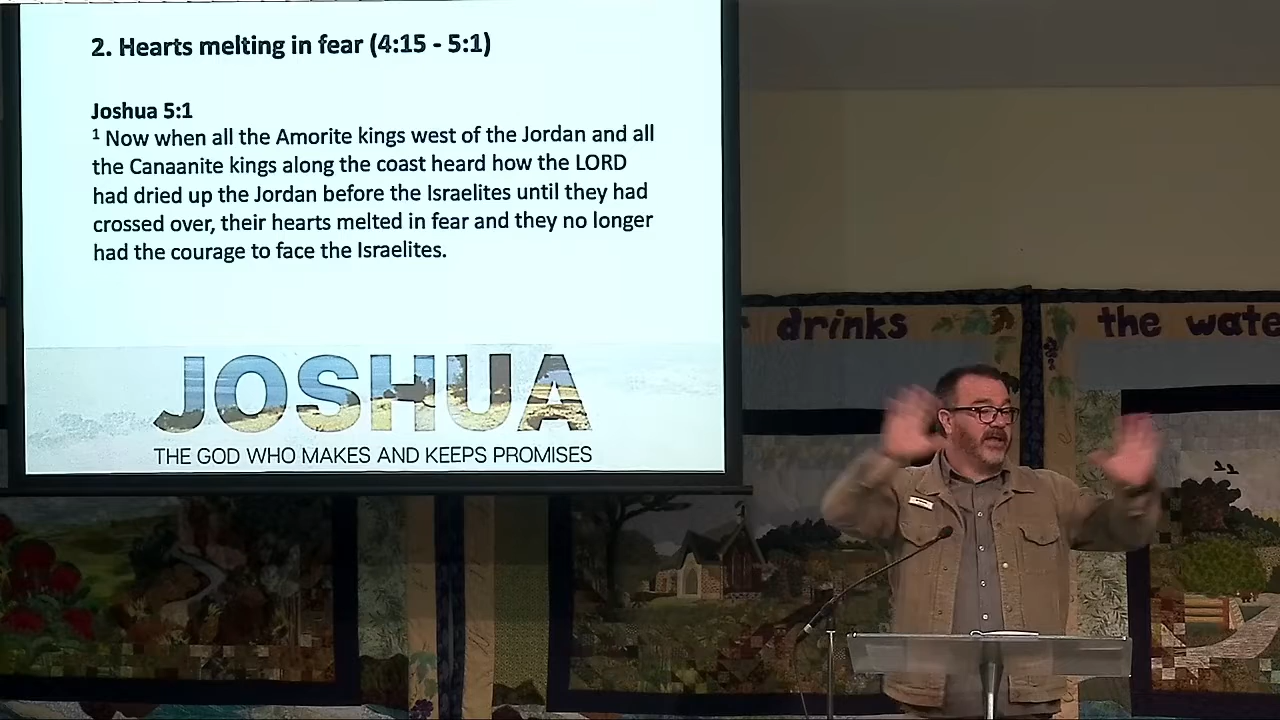 2. Hearts melting in fear (4:15 - 5:1)
Joshua 5:1
1 Now when all the Amorite kings west of the Jordan and all
the Canaanite kings along the coast heard how the LORD
had dried up the Jordan before the Israelites until they had
crossed over, their hearts melted in fear and they no longer
had the courage to face the Israelites.
JOSHUA
THE GOD WHO MAKES AND KEEPS PROMISES
drinks
the wate